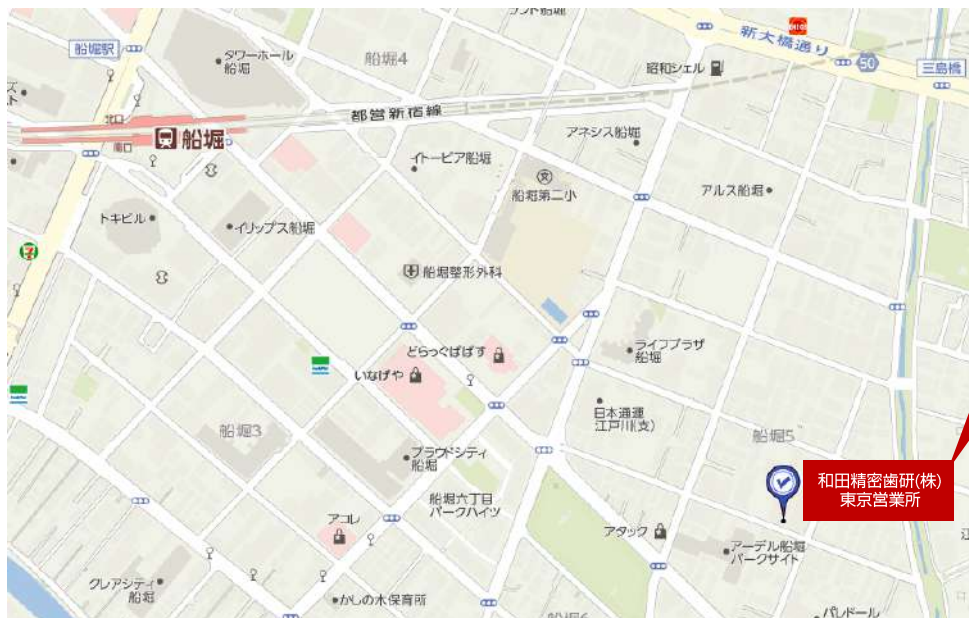 船堀駅
タワーホール
船堀
船堀4
新大橋通り
50
三島橋
昭和シェル
北口
都営新宿線
船堀
南口
アネシス船堀
イトーピア船堀
船堀第二小
アルス船堀
トキビル
イリップス船堀
船堀整形外科
どらっぐぱぱす
いなげや
ライフプラザ
船堀
日本通運
江戸川(支)
船堀3
船堀5
プラウドシティ
船堀
和田精密歯研(株)
東京営業所
船堀六丁目
パークハイツ
アコレ
アタック
アーデル船堀
パークサイト
クレアシティ
船堀
かしの木保育所
船堀6
パレドール